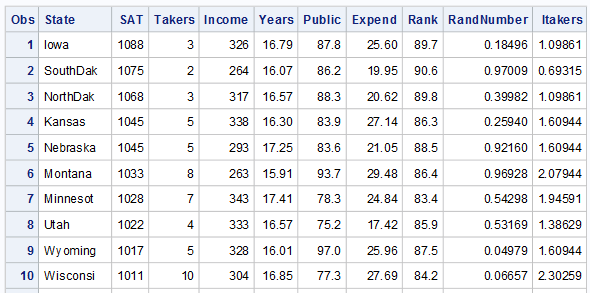 Obs State SAT Takers Income Years Public Expend Rank RandNumber ltakers
1 Iowa 1088 3 326 16.79 87.8 25.60 89.7 0.18496 1.09861
2 SouthDak 1075 2 264 16.07 86.2 19.95 90.6 0.97009 0.69315
3 NorthDak 1068 3 317 16.57 88.3 20.62 89.8 0.39982 1.09861
4 Kansas 1045 5 338 16.30 83.9 27.14 86.3 0.25940 1.60944
5 Nebraska 1045 5 293 17.25 83.6 21.05 88.5 0.92160 1.60944
6 Montana 1033 8 263 15.91 93.7 29.48 86.4 0.96928 2.07944
7 Minnesot 1028 7 343 17.41 78.3 24.84 83.4 0.54298 1.94591
8 Utah 1022 4 333 16.57 75.2 17.42 85.9 0.53169 1.38629
9 Wyoming 1017 5 328 16.01 97.0 25.96 87.5 0.04979 1.60944
10 Wisconsi 1011 10 304 16.85 77.3 27.69 84.2 0.06657 2.30259